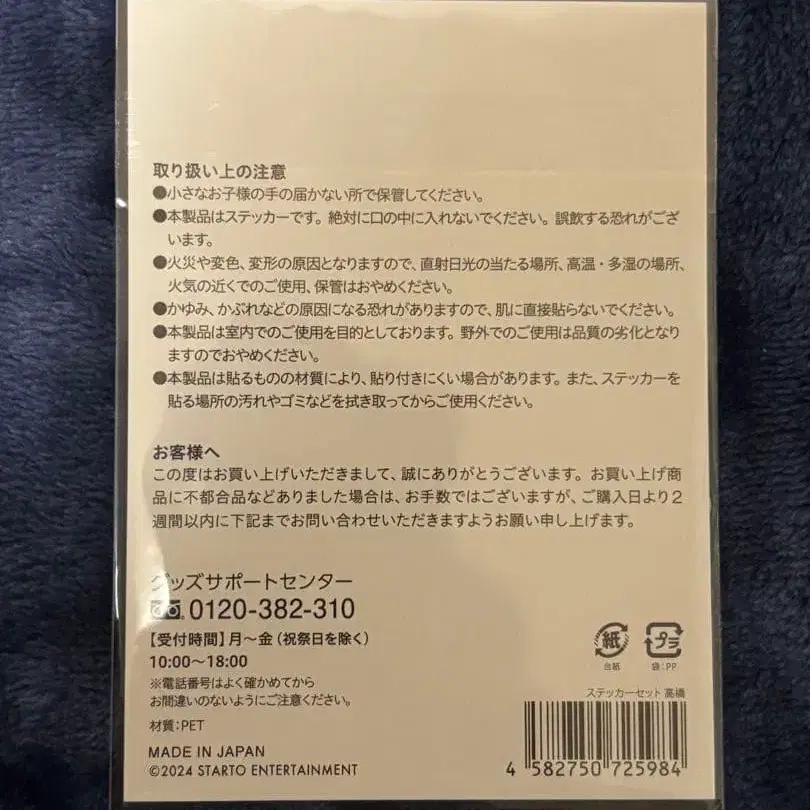 取り扱い上の注意
●小さなお子様の手の届かない所で保管してください。
●本製品はステッカーです。絶対に口の中に入れないでください。誤飲する恐れがござ
います。
●火災や変色、変形の原因となりますので、直射日光の当たる場所、高温・多湿の場所、
火気の近くでのご使用、保管はおやめください。
●かゆみ、かぶれなどの原因になる恐れがありますので、肌に直接貼らないでください。
●本製品は室内でのご使用を目的としております。野外でのご使用は品質の劣化となり
ますのでおやめください。
●本製品は貼るものの材質により、貼り付きにくい場合があります。また、ステッカーを
貼る場所の汚れやゴミなどを拭き取ってからご使用ください。
お客様へ
この度はお買い上げいただきまして、誠にありがとうございます。お買い上げ商
品に不都合品などありました場合は、お手数ではございますが、ご購入日より2
週間以内に下記までお問い合わせいただきますようお願い申し上げます。
グッズサポートセンター
0120-382-310
【受付時間】月〜金（祝祭日を除く）
10:00〜18:00
※電話番号はよく確かめてから
お間違いのないようにご注意ください。
材質:PET
MADE IN JAPAN
©2024 STARTO ENTERTAINMENT
紙
台紙
プラ
袋:PP
ステッカーセット 高橋
4 582750 725984